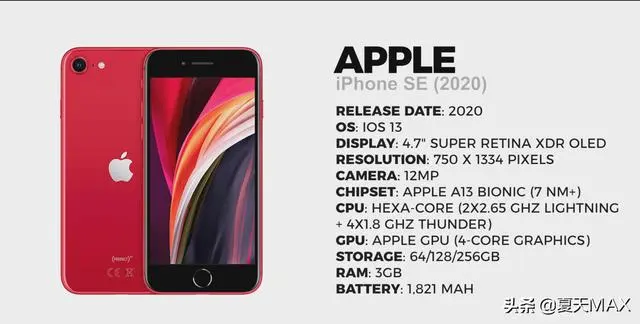 APPLE
iPhone SE (2020)
RELEASE DATE: 2020
OS: IOS 13
DISPLAY: 4.7" SUPER RETINA XDR OLED
RESOLUTION: 750 X 1334 PIXELS
CAMERA: 12MP
CHIPSET: APPLE A13 BIONIC (7 NM+)
CPU: HEXA-CORE (2X2.65 GHZ LIGHTNING
+ 4X1.8 GHZ THUNDER)
GPU: APPLE GPU (4-CORE GRAPHICS)
STORAGE: 64/128/256GB
RAM: 3GB
BATTERY: 1,821 MAH
(PRODUCT)
头条 @夏天MAX